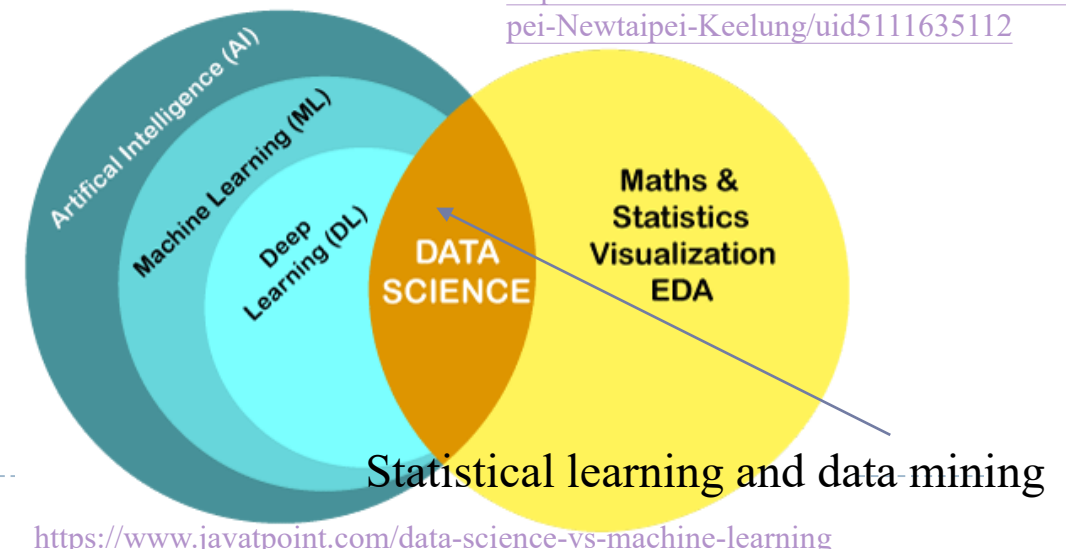 pei-Newtaipei-Keelung/uid5111635112
Artifical Intelligence (AI)
Machine Learning (ML)
Deep
Learning (DL)
DATA
SCIENCE
Maths &
Statistics
Visualization
EDA
Statistical learning and data mining
https://www.javatpoint.com/data-science-vs-machine-learning